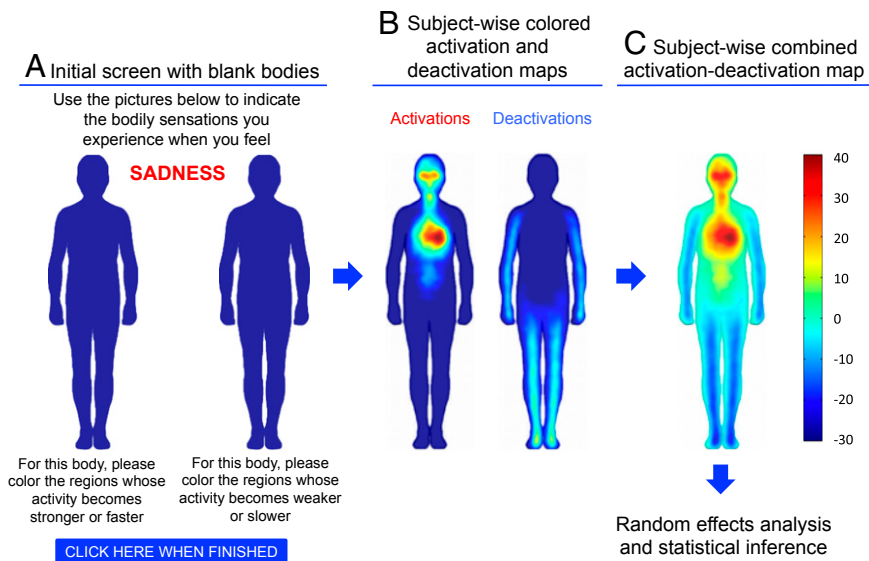 A Initial screen with blank bodies
Use the pictures below to indicate
the bodily sensations you
experience when you feel
SADNESS
For this body, please
color the regions whose
activity becomes
stronger or faster
For this body, please
color the regions whose
activity becomes weaker
or slower
CLICK HERE WHEN FINISHED
B Subject-wise colored
activation and
deactivation maps
Activations
Deactivations
C Subject-wise combined
activation-deactivation map
40
30
20
10
0
-10
-20
-30
Random effects analysis
and statistical inference